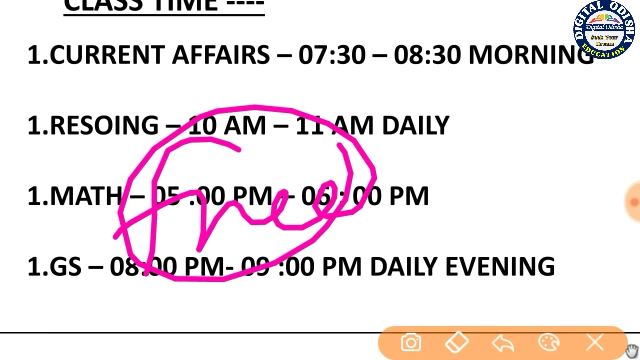 CLASS TIME ----
1.CURRENT AFFAIRS – 07:30 – 08:30 MORNING
1.RESOING – 10 AM – 11 AM DAILY
1.MATH – 05 :00 PM – 06 : 00 PM
1.GS – 08:00 PM- 09 :00 PM DAILY EVENING
Free
DIGITAL ODISHA
EDUCATION